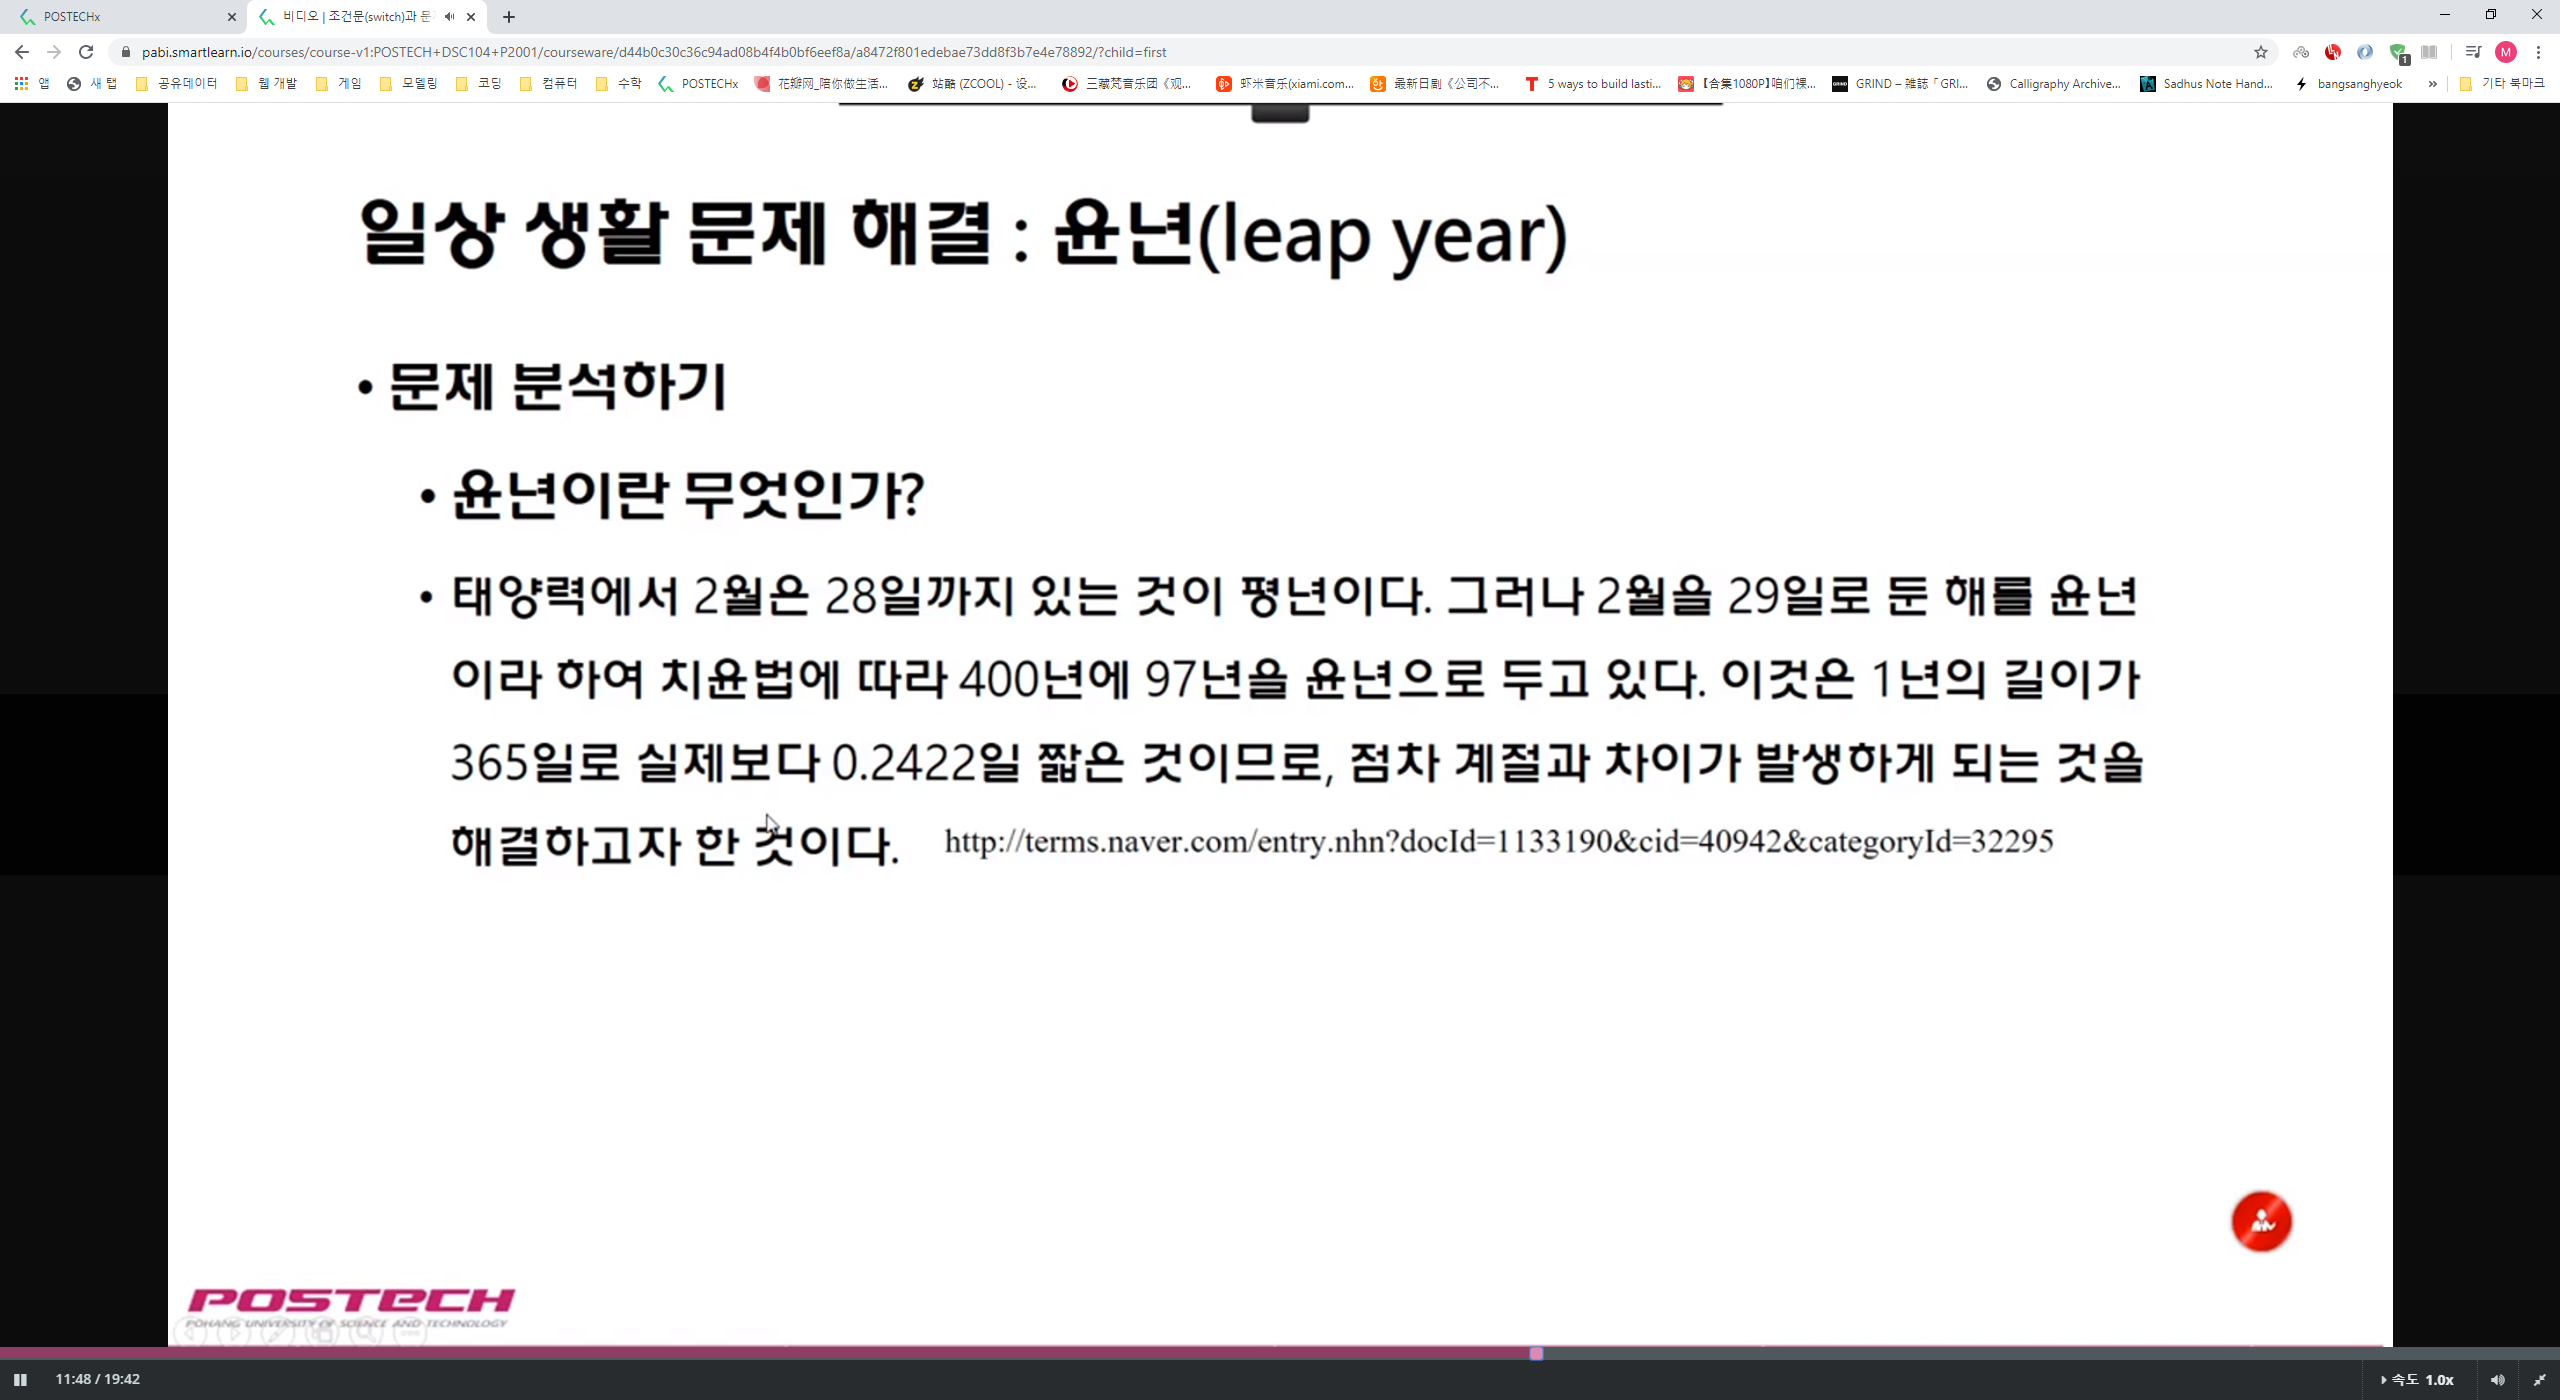 POSTECHx
비디오 | 조건문(switch)과 문
pabi.smartlearn.io/courses/course-v1:POSTECH+DSC104+P2001/courseware/d44b0c30c36c94ad08b4f4b0bf6eef8a/a8472f801edebae73dd8f3b7e4e78892/?child=first
M
1
앱 새 탭 공유데이터 웹 개발 게임 모델링 코딩 컴퓨터 수학 POSTECHx 花瓣网_陪你做生活... 站酷 (ZCOOL) - 设... 三藏梵音乐团《观... 虾米音乐(xiami.com... 最新日剧《公司不... 5 ways to build lasti... 【合集1080P】咱们裸... GRIND – 雑誌「GRI... Calligraphy Archive... Sadhus Note Hand... bangsanghyeok » 기타 북마크
일상 생활 문제 해결 : 윤년(leap year)
• 문제 분석하기
• 윤년이란 무엇인가?
• 태양력에서 2월은 28일까지 있는 것이 평년이다. 그러나 2월을 29일로 둔 해를 윤년
이라 하여 치윤법에 따라 400년에 97년을 윤년으로 두고 있다. 이것은 1년의 길이가
365일로 실제보다 0.2422일 짧은 것이므로, 점차 계절과 차이가 발생하게 되는 것을
해결하고자 한 것이다. http://terms.naver.com/entry.nhn?docId=1133190&cid=40942&categoryId=32295
POSTECH
POHANG UNIVERSITY OF SCIENCE AND TECHNOLOGY
11:48 / 19:42
속도 1.0x